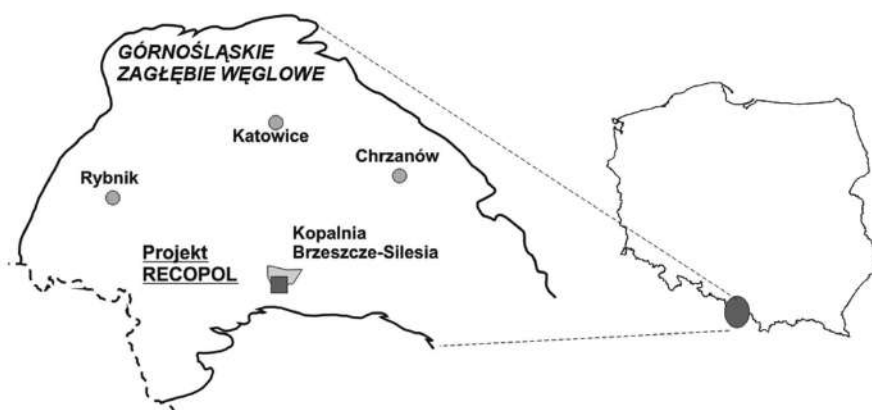 GÓRNOŚLĄSKIE
ZAGŁĘBIE WĘGLOWE
Katowice
Chrzanów
Rybnik
Kopalnia
Brzeszcze-Silesia
Projekt
RECOPOL